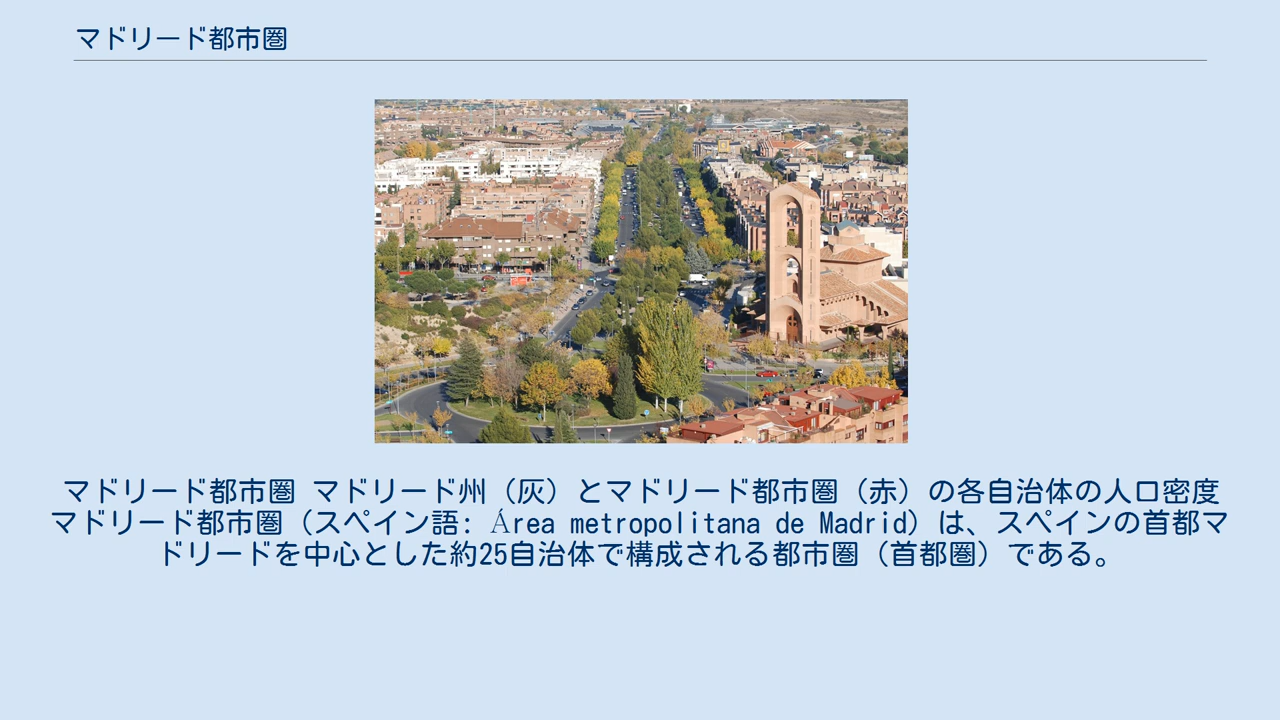 マドリード都市圏
マドリード都市圏 マドリード州（灰）とマドリード都市圏（赤）の各自治体の人口密度
マドリード都市圏（スペイン語: Área metropolitana de Madrid）は、スペインの首都マ
ドリードを中心とした約25自治体で構成される都市圏（首都圏）である。